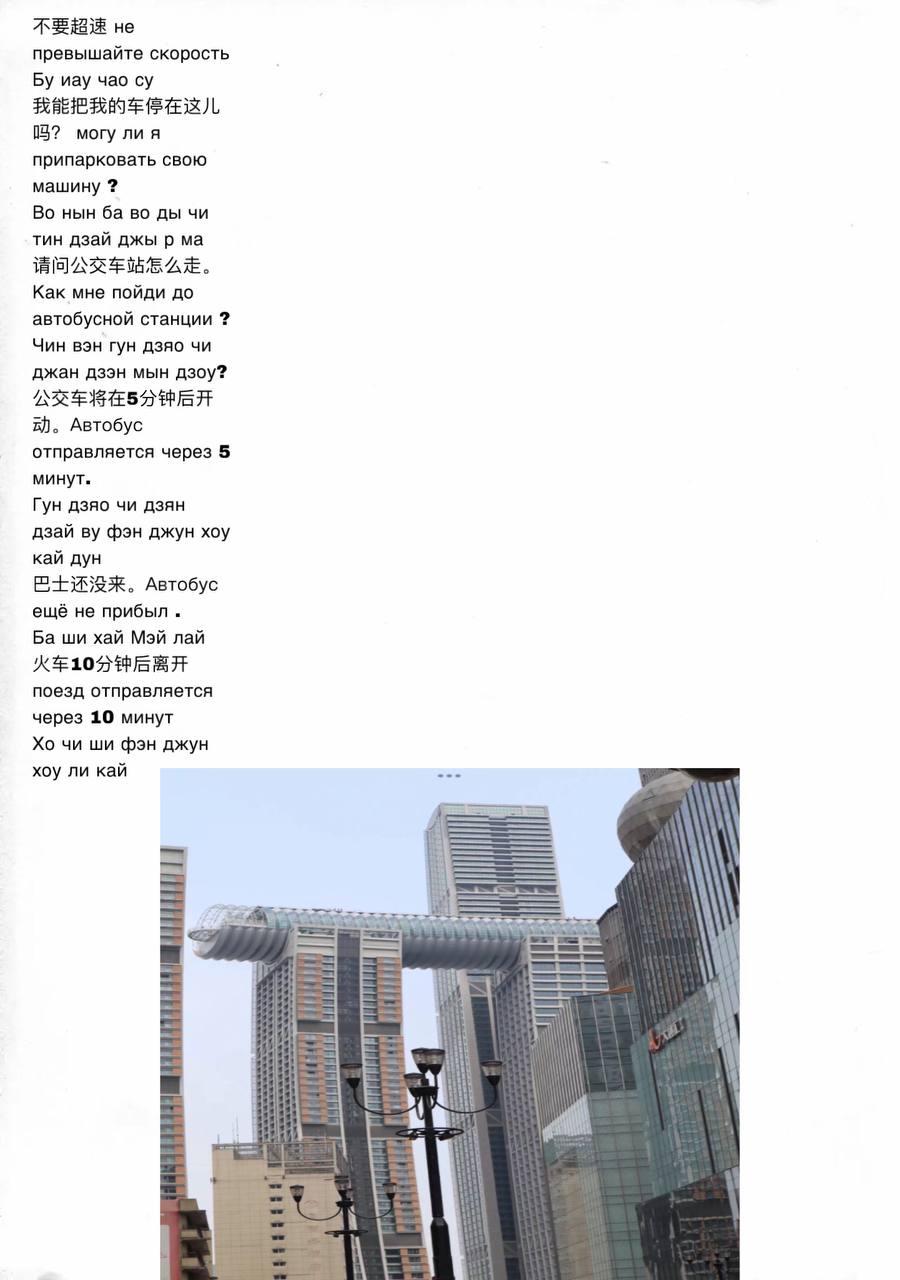 不要超速 не
превышайте скорость
Бу иау чао су
我能把我的车停在这儿
吗？ могу ли я
припарковать свою
машину ?
Во нын ба во ды чи
тин дзай джы р ма
请问公交车站怎么走。
Как мне пойди до
автобусной станции ?
Чин вэн гун дзяо чи
джан дзэн мын дзоу?
公交车将在5分钟后开
动。Автобус
отправляется через 5
минут.
Гун дзяо чи дзян
дзай ву фэн джун хоу
кай дун
巴士还没来。Автобус
ещё не прибыл .
Ба ши хай Мэй лай
火车10分钟后离开
поезд отправляется
через 10 минут
Хо чи ши фэн джун
хоу ли кай